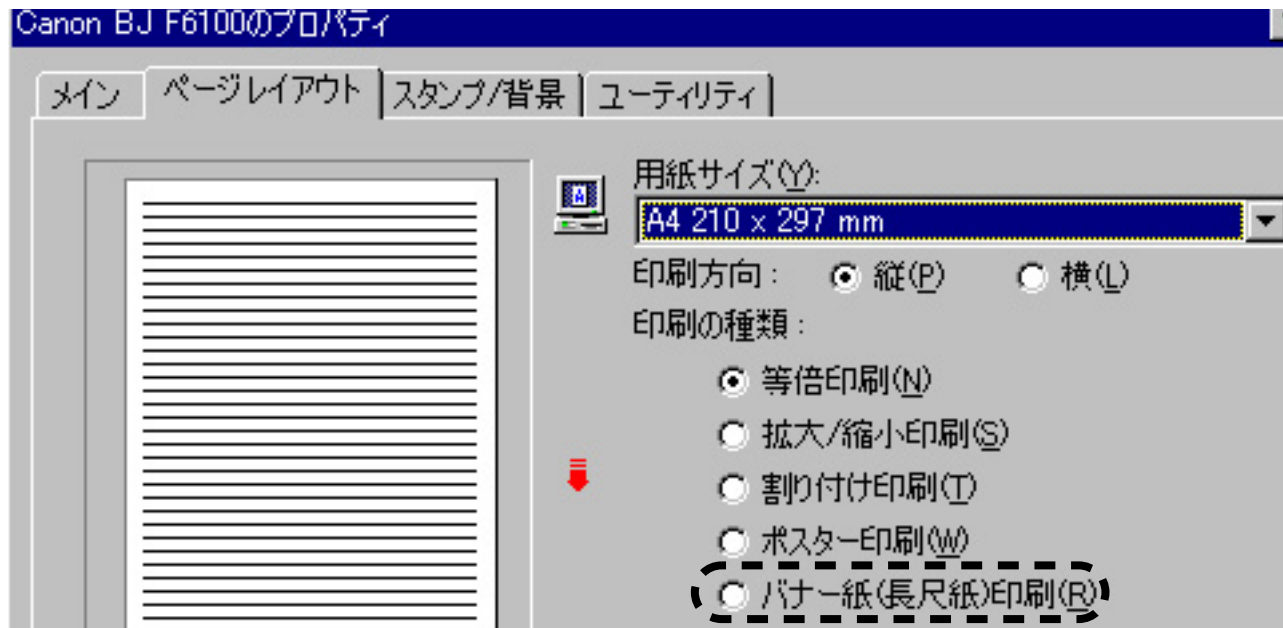 Canon BJ F6100のプロパティ
メイン ページレイアウト スタンプ/背景 ユーティリティ
用紙サイズ(Y):
A
A4 210 x 297 mm
印刷方向 : 縦(P) 横(L)
印刷の種類 :
等倍印刷(N)
拡大/縮小印刷(S)
割り付け印刷(T)
ポスター印刷(W)
バナー紙(長尺紙)印刷(R)